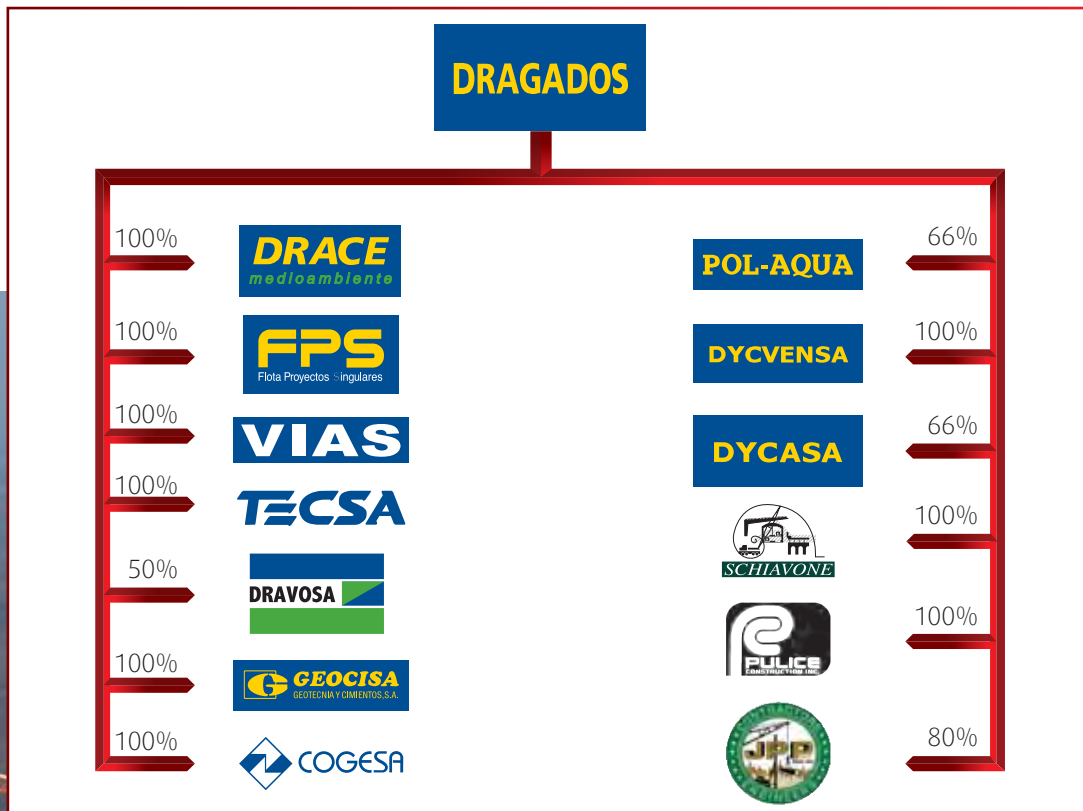 DRAGADOS
100%
DRACE
medioambiente
100%
FPS
Flota Proyectos Singulares
100%
VIAS
100%
TECSA
50%
DRAVOSA
100%
G GEOCISA
GEOTECNIA Y CIMIENTOS, S.A.
100%
COGESA
66%
POL-AQUA
100%
DYCVENSA
66%
DYCASA
100%
SCHIAVONE
100%
PULICE
CONSTRUCTION INC.
80%
JPP